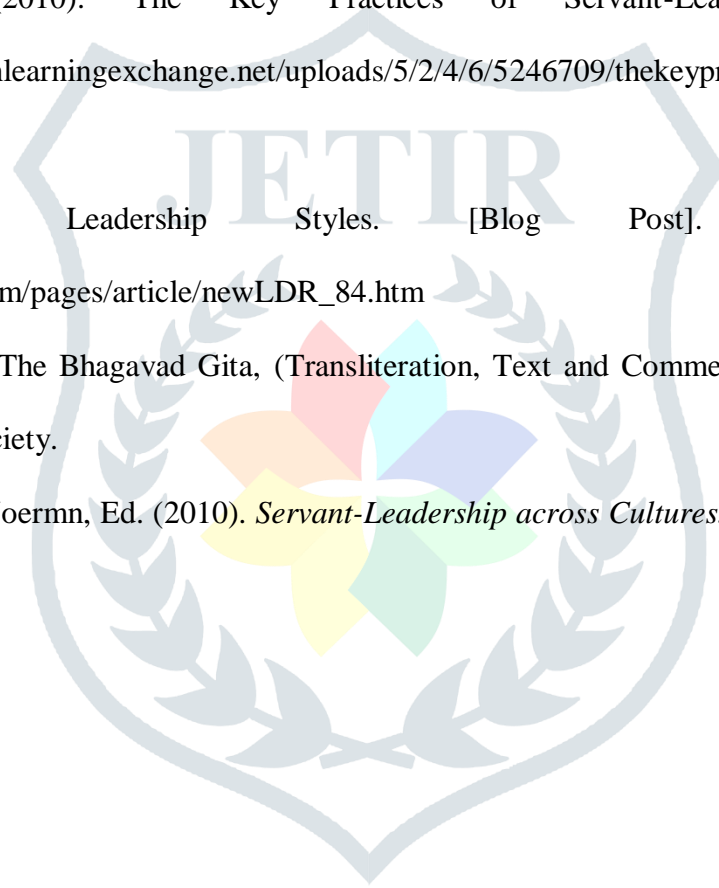 2010). The Key Practices of Servant-Lea
learningexchange.net/uploads/5/2/4/6/5246709/thekeyp
JETIR
Leadership Styles. [Blog Post].
m/pages/article/newLDR_84.htm
The Bhagavad Gita, (Transliteration, Text and Comme
ciety.
oermn, Ed. (2010). Servant-Leadership across Cultures